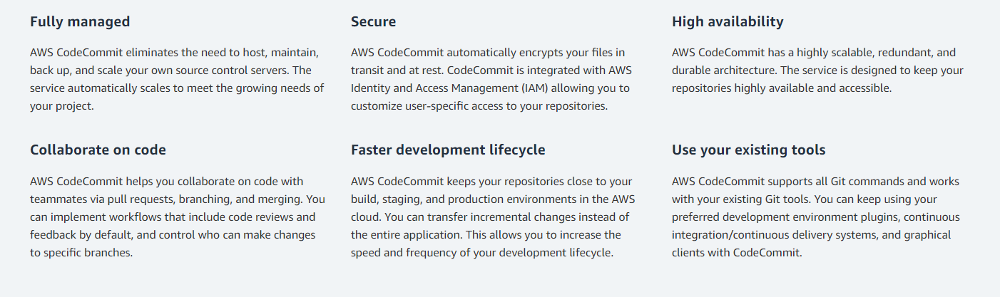 Fully managed
AWS CodeCommit eliminates the need to host, maintain,
back up, and scale your own source control servers. The
service automatically scales to meet the growing needs of
your project.
Secure
AWS CodeCommit automatically encrypts your files in
transit and at rest. CodeCommit is integrated with AWS
Identity and Access Management (IAM) allowing you to
customize user-specific access to your repositories.
High availability
AWS CodeCommit has a highly scalable, redundant, and
durable architecture. The service is designed to keep your
repositories highly available and accessible.
Collaborate on code
AWS CodeCommit helps you collaborate on code with
teammates via pull requests, branching, and merging. You
can implement workflows that include code reviews and
feedback by default, and control who can make changes
to specific branches.
Faster development lifecycle
AWS CodeCommit keeps your repositories close to your
build, staging, and production environments in the AWS
cloud. You can transfer incremental changes instead of
the entire application. This allows you to increase the
speed and frequency of your development lifecycle.
Use your existing tools
AWS CodeCommit supports all Git commands and works
with your existing Git tools. You can keep using your
preferred development environment plugins, continuous
integration/continuous delivery systems, and graphical
clients with CodeCommit.